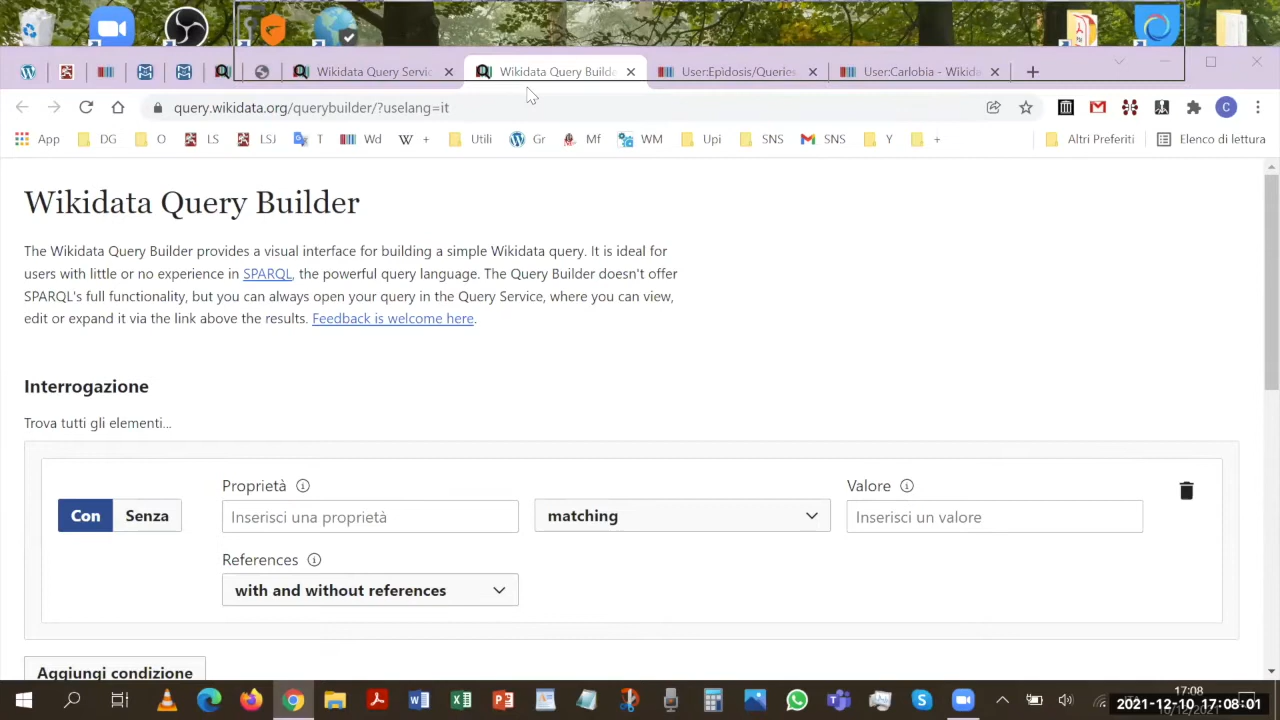 Wikidata Query Servic
Wikidata Query Builde
User:Epìdosis/Queries
User:Carlobia - Wikida
query.wikidata.org/querybuilder/?uselang=it
C
App
DG
O
LS
LSJ
T
Wd
+
Utili
Gr
Mf
WM
Upi
SNS
SNS
Y
+
Altri Preferiti
Elenco di lettura
Wikidata Query Builder
The Wikidata Query Builder provides a visual interface for building a simple Wikidata query. It is ideal for
users with little or no experience in SPARQL, the powerful query language. The Query Builder doesn't offer
SPARQL's full functionality, but you can always open your query in the Query Service, where you can view,
edit or expand it via the link above the results. Feedback is welcome here.
Interrogazione
Trova tutti gli elementi...
Con
Senza
Proprietà
Inserisci una proprietà
matching
Valore
Inserisci un valore
References
with and without references
Aggiungi condizione
17:08
2021-12-10 17:08:01